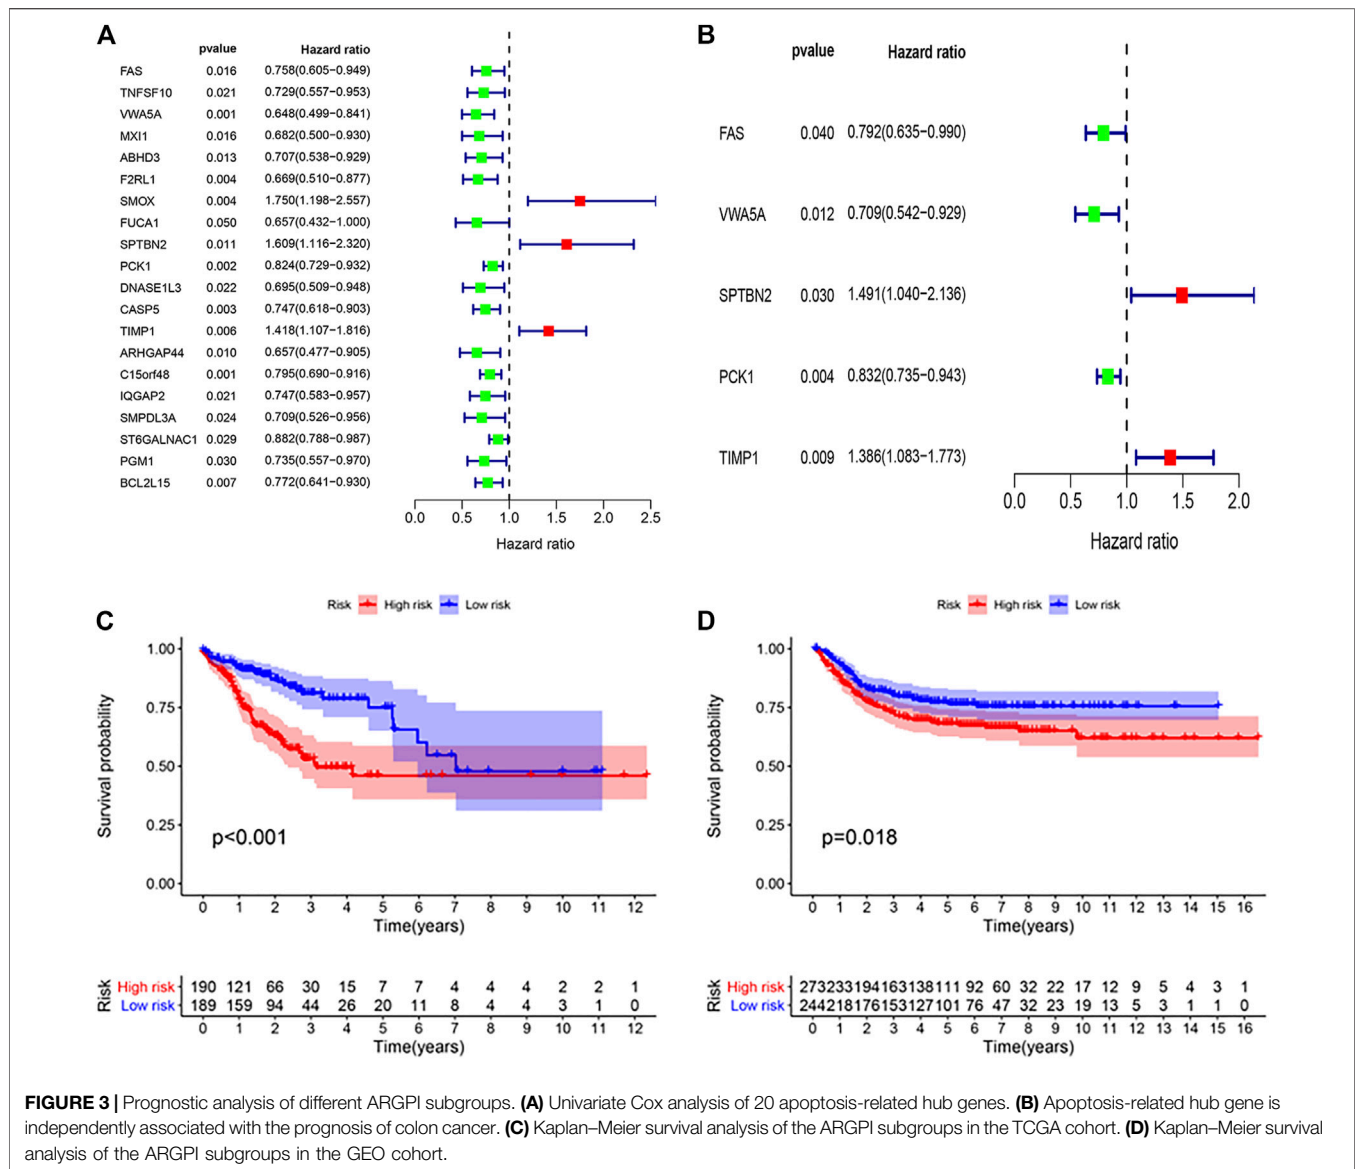 A
pvalue Hazard ratio
FAS 0.016 0.758(0.605−0.949)
TNFSF10 0.021 0.729(0.557−0.953)
VWA5A 0.001 0.648(0.499−0.841)
MXI1 0.016 0.682(0.500−0.930)
ABHD3 0.013 0.707(0.538−0.929)
F2RL1 0.004 0.669(0.510−0.877)
SMOX 0.004 1.750(1.198−2.557)
FUCA1 0.050 0.657(0.432−1.000)
SPTBN2 0.011 1.609(1.116−2.320)
PCK1 0.002 0.824(0.729−0.932)
DNASE1L3 0.022 0.695(0.509−0.948)
CASP5 0.003 0.747(0.618−0.903)
TIMP1 0.006 1.418(1.107−1.816)
ARHGAP44 0.010 0.657(0.477−0.905)
C15orf48 0.001 0.795(0.690−0.916)
IQGAP2 0.021 0.747(0.583−0.957)
SMPDL3A 0.024 0.709(0.526−0.956)
ST6GALNAC1 0.029 0.882(0.788−0.987)
PGM1 0.030 0.735(0.557−0.970)
BCL2L15 0.007 0.772(0.641−0.930)
0.0 0.5 1.0 1.5 2.0 2.5
Hazard ratio
B
pvalue Hazard ratio
FAS 0.040 0.792(0.635−0.990)
VWA5A 0.012 0.709(0.542−0.929)
SPTBN2 0.030 1.491(1.040−2.136)
PCK1 0.004 0.832(0.735−0.943)
TIMP1 0.009 1.386(1.083−1.773)
0.0 0.5 1.0 1.5 2.0
Hazard ratio
C
Risk High risk Low risk
Survival probability
1.00
0.75
0.50
0.25
0.00
p<0.001
0 1 2 3 4 5 6 7 8 9 10 11 12
Time(years)
Risk
High risk 190 121 66 30 15 7 7 4 4 4 2 2 1
Low risk 189 159 94 44 26 20 11 8 4 4 3 1 0
0 1 2 3 4 5 6 7 8 9 10 11 12
Time(years)
D
Risk High risk Low risk
Survival probability
1.00
0.75
0.50
0.25
0.00
p=0.018
0 1 2 3 4 5 6 7 8 9 10 11 12 13 14 15 16
Time(years)
Risk
High risk 273 233 194 163 138 111 92 60 32 22 17 12 9 5 4 3 1
Low risk 244 218 176 153 127 101 76 47 32 23 19 13 5 3 1 1 0
0 1 2 3 4 5 6 7 8 9 10 11 12 13 14 15 16
Time(years)
FIGURE 3 | Prognostic analysis of different ARGPI subgroups. (A) Univariate Cox analysis of 20 apoptosis-related hub genes. (B) Apoptosis-related hub gene is
independently associated with the prognosis of colon cancer. (C) Kaplan–Meier survival analysis of the ARGPI subgroups in the TCGA cohort. (D) Kaplan–Meier survival
analysis of the ARGPI subgroups in the GEO cohort.